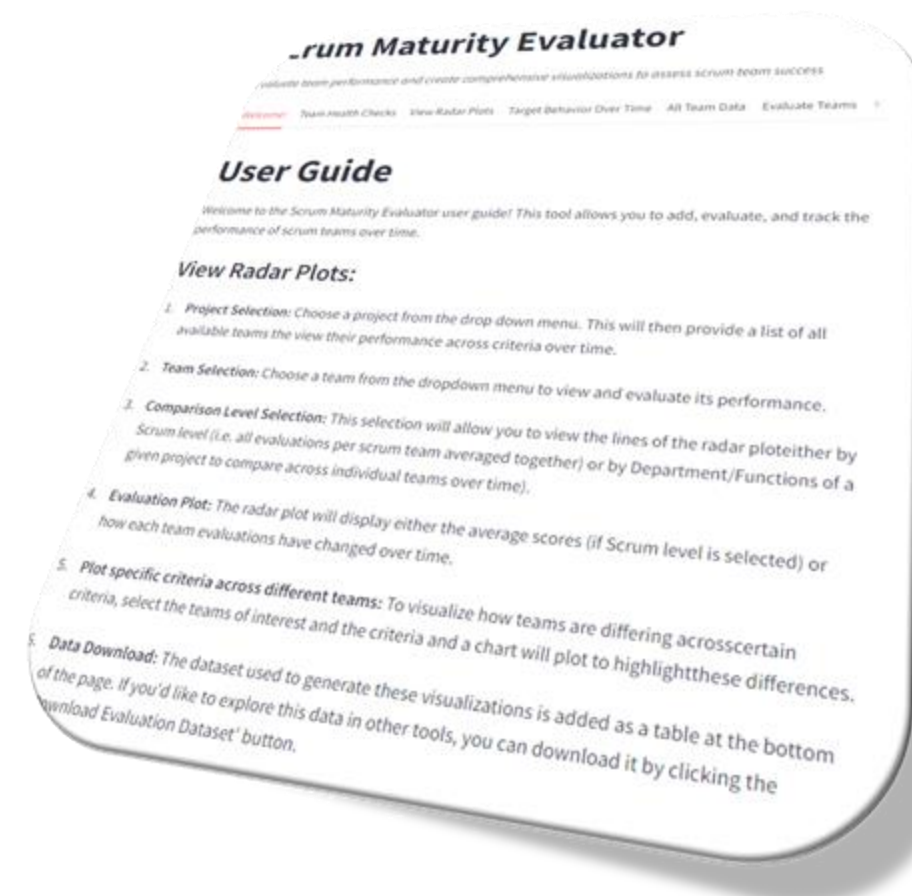 rum Maturity Evaluator
evaluate team performance and create comprehensive visualizations to assess scrum team success
Welcome Team Health Checks View Radar Plots Target Behavior Over Time All Team Data Evaluate Teams
User Guide
Welcome to the Scrum Maturity Evaluator user guide! This tool allows you to add, evaluate, and track the
performance of scrum teams over time.
View Radar Plots:
1. Project Selection: Choose a project from the drop down menu. This will then provide a list of all
available teams the view their performance across criteria over time.
2. Team Selection: Choose a team from the dropdown menu to view and evaluate its performance.
3. Comparison Level Selection: This selection will allow you to view the lines of the radar ploteither by
Scrum level (i.e. all evaluations per scrum team averaged together) or by Department/Functions of a
given project to compare across individual teams over time).
4. Evaluation Plot: The radar plot will display either the average scores (if Scrum level is selected) or
how each team evaluations have changed over time.
5. Plot specific criteria across different teams: To visualize how teams are differing acrosscertain
criteria, select the teams of interest and the criteria and a chart will plot to highlightthese differences.
Data Download: The dataset used to generate these visualizations is added as a table at the bottom
of the page. If you'd like to explore this data in other tools, you can download it by clicking the
wnload Evaluation Dataset' button.